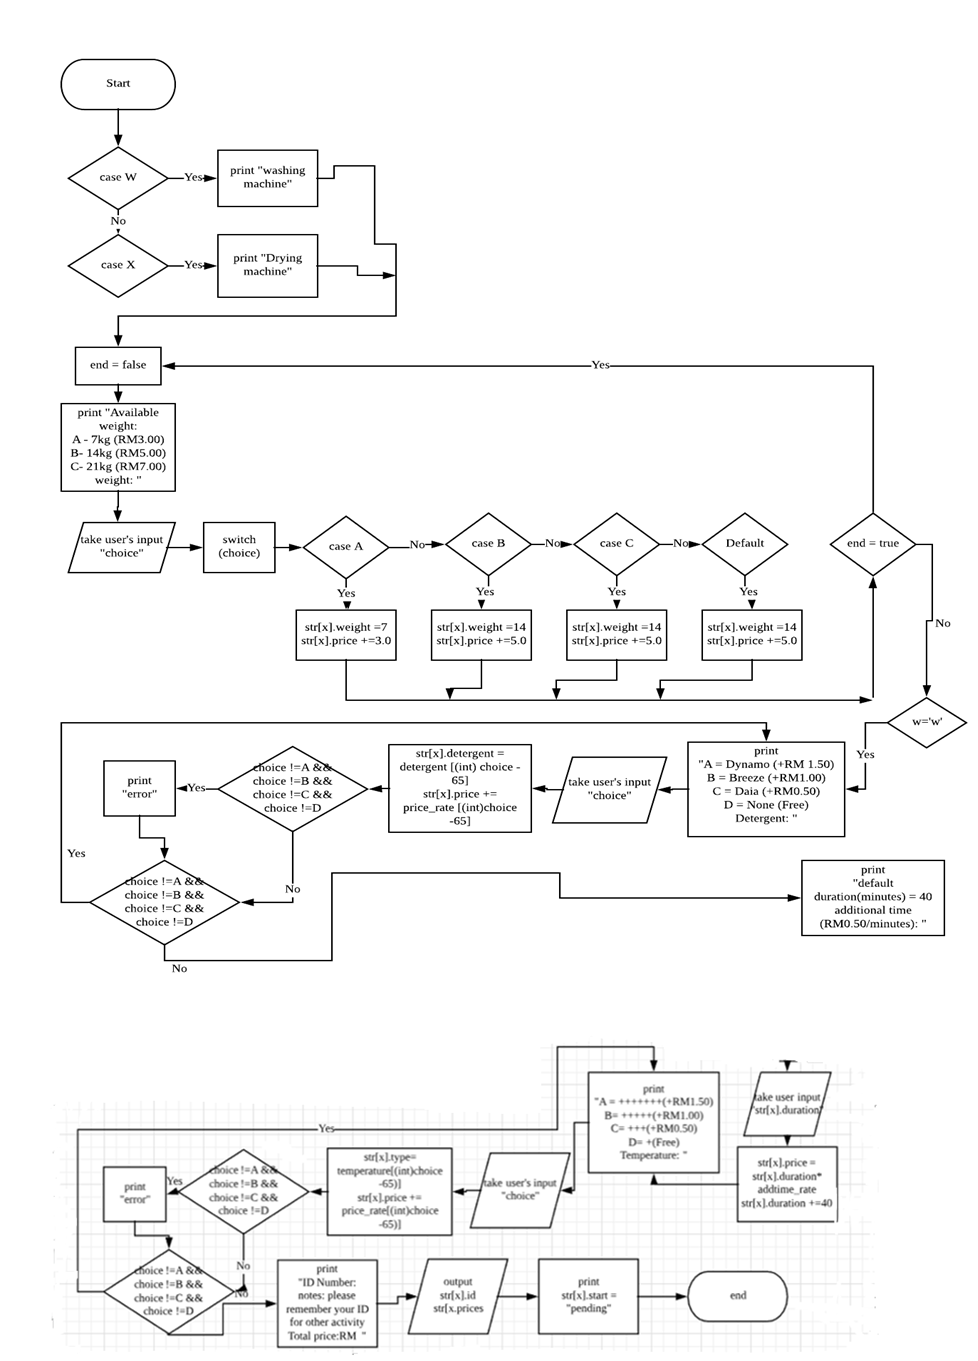 Start
case W
Yes
print "washing
machine"
No
case X
Yes
print "Drying
machine"
end = false
Yes
print "Available
weight:
A - 7kg (RM3.00)
B- 14kg (RM5.00)
C- 21kg (RM7.00)
weight: "
take user's input
"choice"
switch
(choice)
case A
No
case B
No
case C
No
Default
end = true
Yes
Yes
Yes
Yes
str[x].weight =7
str[x].price +=3.0
str[x].weight =14
str[x].price +=5.0
str[x].weight =14
str[x].price +=5.0
str[x].weight =14
str[x].price +=5.0
No
w='w'
Yes
print
"A = Dynamo (+RM 1.50)
B = Breeze (+RM1.00)
C = Daia (+RM0.50)
D = None (Free)
Detergent: "
take user's input
"choice"
str[x].detergent =
detergent [(int) choice -
65]
str[x].price +=
price_rate [(int)choice
-65]
choice !=A &&
choice !=B &&
choice !=C &&
choice !=D
Yes
print
"error"
Yes
No
choice !=A &&
choice !=B &&
choice !=C &&
choice !=D
No
print
"default
duration(minutes) = 40
additional time
(RM0.50/minutes): "
take user input
"str[x].duration"
str[x].price =
str[x].duration*
addtime_rate
str[x].duration +=40
print
"A = +++++++(+RM1.50)
B= +++++(+RM1.00)
C= +++(+RM0.50)
D= +(Free)
Temperature: "
Yes
take user's input
"choice"
str[x].type=
temperature[(int)choice
-65)]
str[x].price +=
price_rate[(int)choice
-65)]
choice !=A &&
choice !=B &&
choice !=C &&
choice !=D
Yes
print
"error"
No
choice !=A &&
choice !=B &&
choice !=C &&
choice !=D
No
print
"ID Number:
notes: please
remember your ID
for other activity
Total price:RM "
output
str[x].id
str[x.prices
print
str[x].start =
"pending"
end